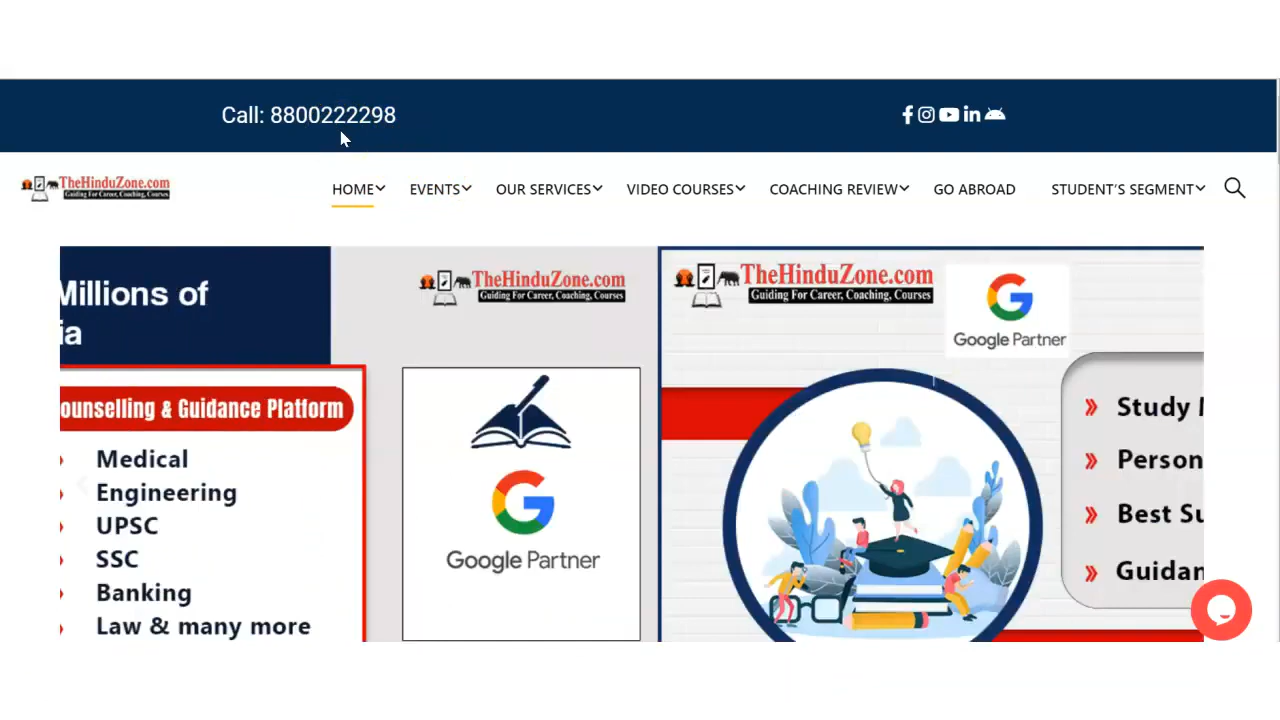 Call: 8800222298
TheHinduZone.com
Guiding For Career, Coaching, Courses
HOME EVENTS OUR SERVICES VIDEO COURSES COACHING REVIEW GO ABROAD STUDENT'S SEGMENT
Millions of
ia
ounselling & Guidance Platform
Medical
Engineering
UPSC
SSC
Banking
Law & many more
TheHinduZone.com
Guiding For Career, Coaching, Courses
Google Partner
TheHinduZone.com
Guiding For Career, Coaching, Courses
Google Partner
Study
Person
Best Su
Guidan